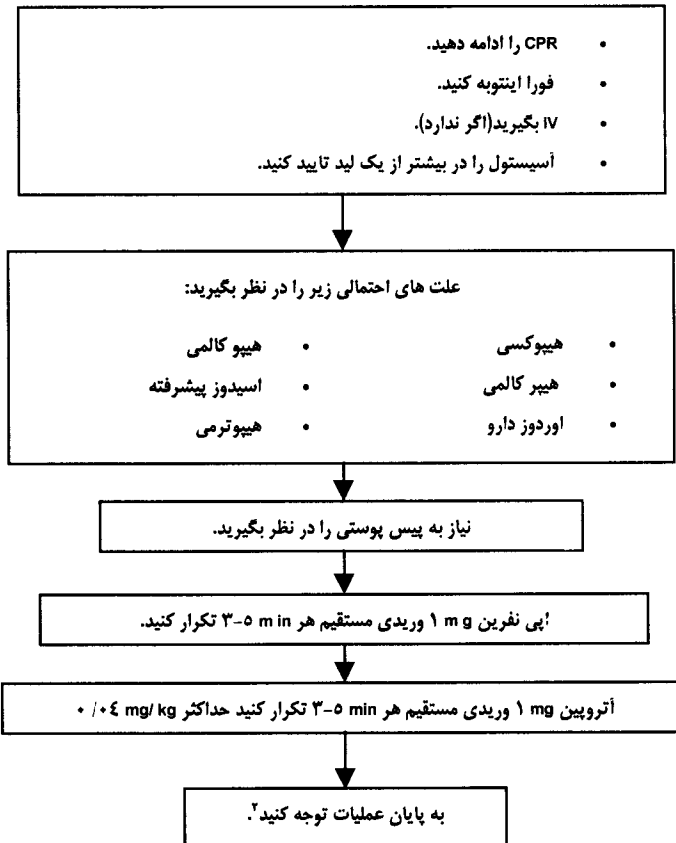 • CPR را ادامه دهید.
• فورا اینتوبه کنید.
• IV بگیرید(اگر ندارد).
• آسیستول را در بیشتر از یک لید تایید کنید.
علت های احتمالی زیر را در نظر بگیرید:
• هیپوکسی • هیپو کالمی
• هیپر کالمی • اسیدوز پیشرفته
• اوردوز دارو • هیپوترمی
نیاز به پیس پوستی را در نظر بگیرید.
اپی نفرین ۱ mg وریدی مستقیم هر ۳-۵ min تکرار کنید.
آتروپین ۱ mg وریدی مستقیم هر ۳-۵ min تکرار کنید حداکثر ۰/۰٤ mg/kg
به پایان عملیات توجه کنید۲.